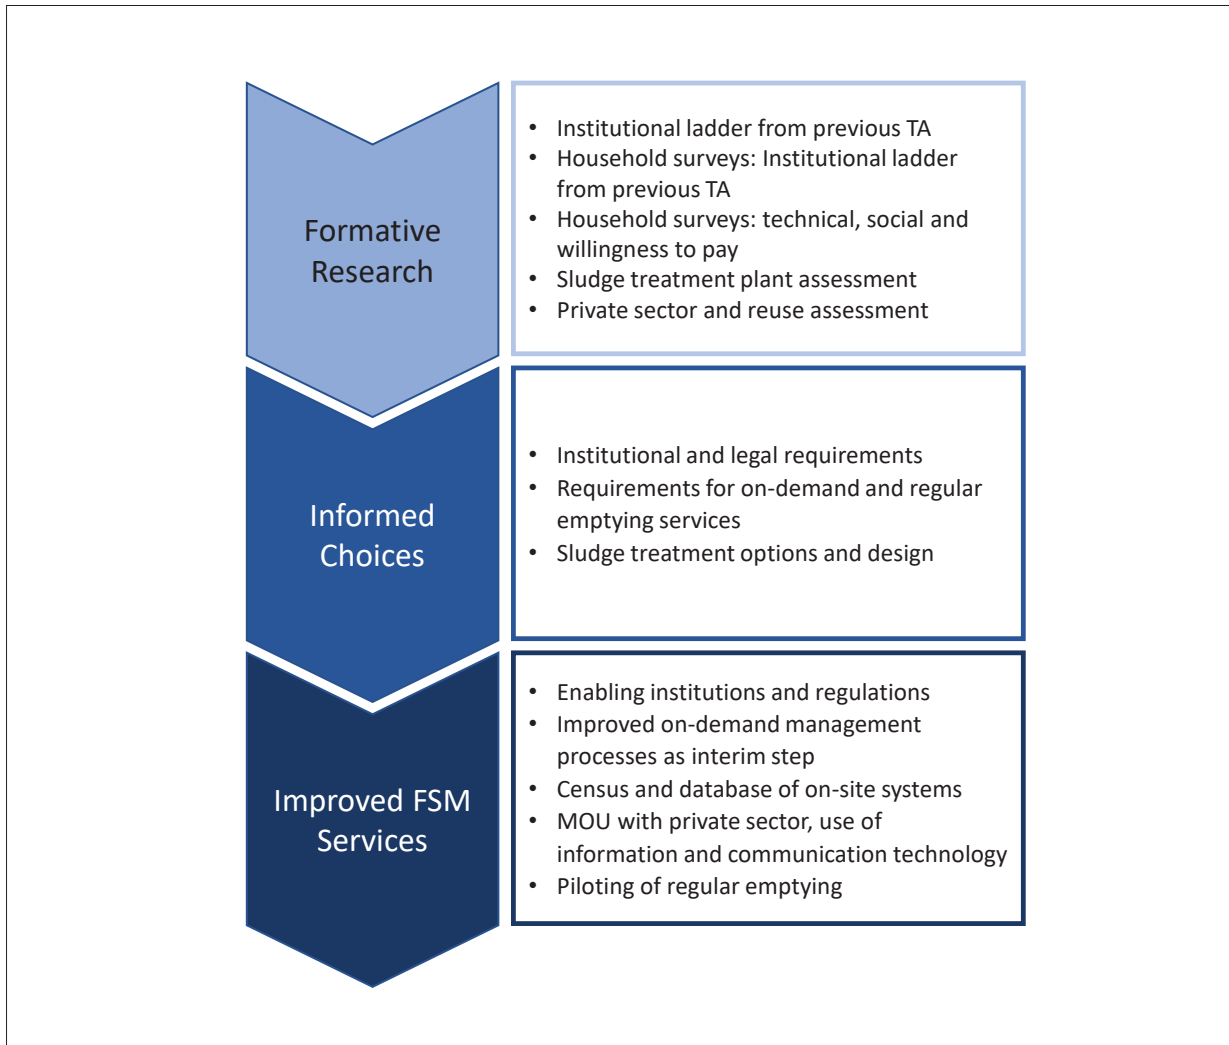 Formative
Research
• Institutional ladder from previous TA
• Household surveys: Institutional ladder
from previous TA
• Household surveys: technical, social and
willingness to pay
• Sludge treatment plant assessment
• Private sector and reuse assessment
Informed
Choices
• Institutional and legal requirements
• Requirements for on-demand and regular
emptying services
• Sludge treatment options and design
Improved FSM
Services
• Enabling institutions and regulations
• Improved on-demand management
processes as interim step
• Census and database of on-site systems
• MOU with private sector, use of
information and communication technology
• Piloting of regular emptying